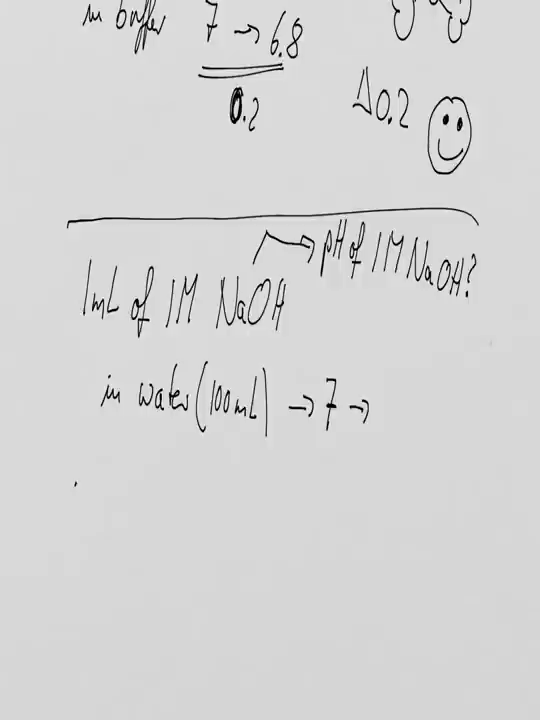 in buffer 7 → 6.8
0.2
Δ0.2
→ pH of 1M NaOH?
1mL of 1M NaOH
in water (100mL) → 7 →